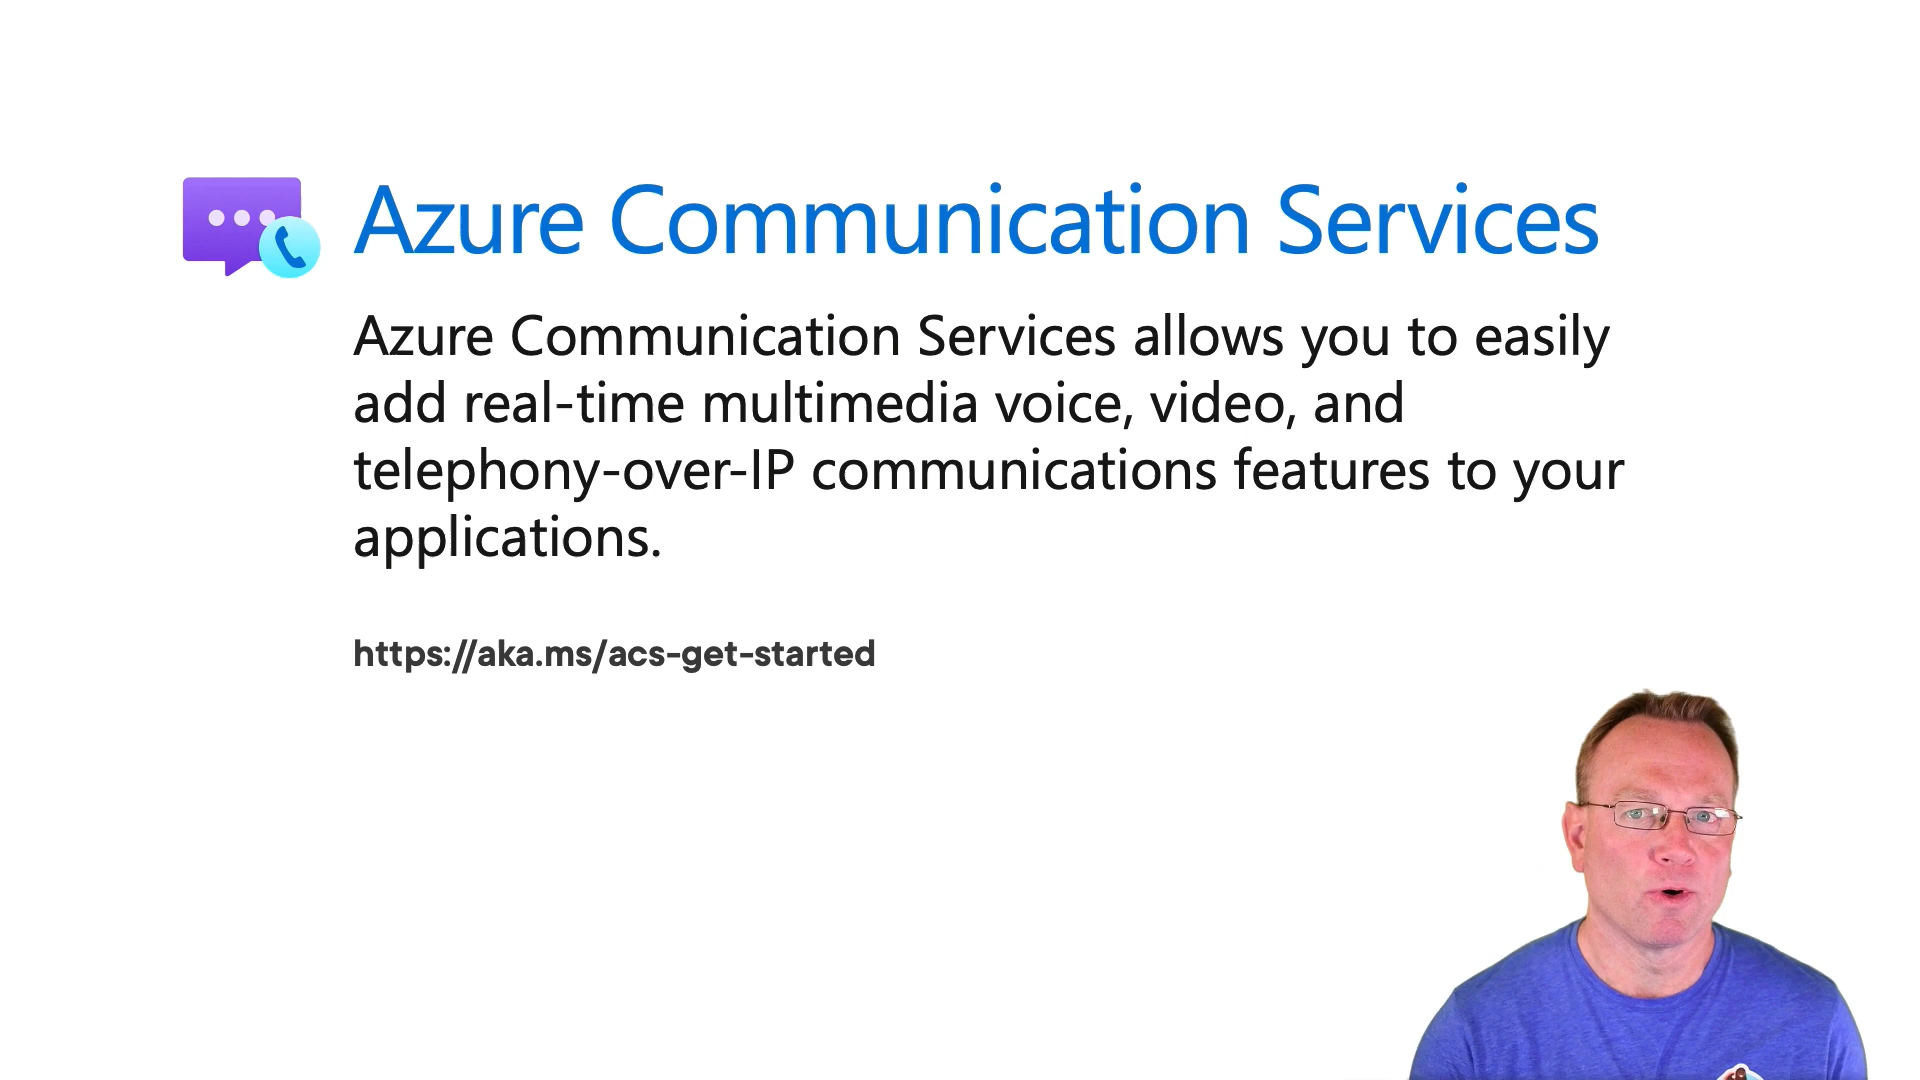 Azure Communication Services
Azure Communication Services allows you to easily
add real-time multimedia voice, video, and
telephony-over-IP communications features to your
applications.
https://aka.ms/acs-get-started